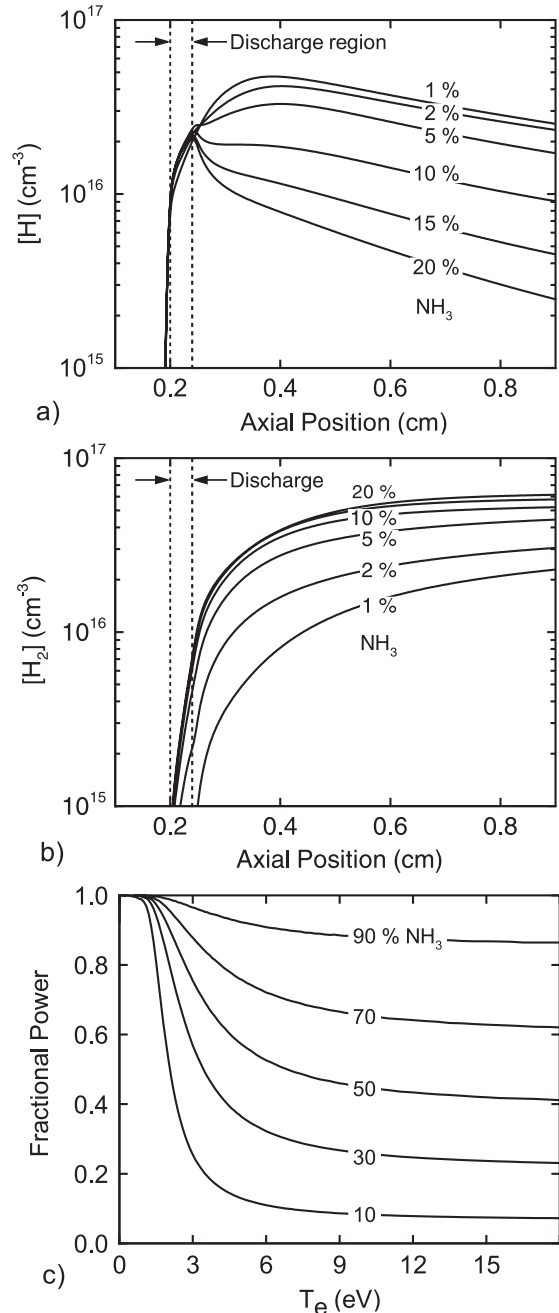 10^17
Discharge region
1 %
2 %
5 %
10^16
10 %
15 %
20 %
NH₃
10^15
[H] (cm⁻³)
0.2 0.4 0.6 0.8
a) Axial Position (cm)
10^17
Discharge
20 %
10 %
5 %
2 %
10^16
1 %
NH₃
10^15
[H₂] (cm⁻³)
0.2 0.4 0.6 0.8
b) Axial Position (cm)
1.0
90 % NH₃
0.8
70
0.6
50
0.4
30
0.2
10
0.0
Fractional Power
0 3 6 9 12 15
c) Tₑ (eV)